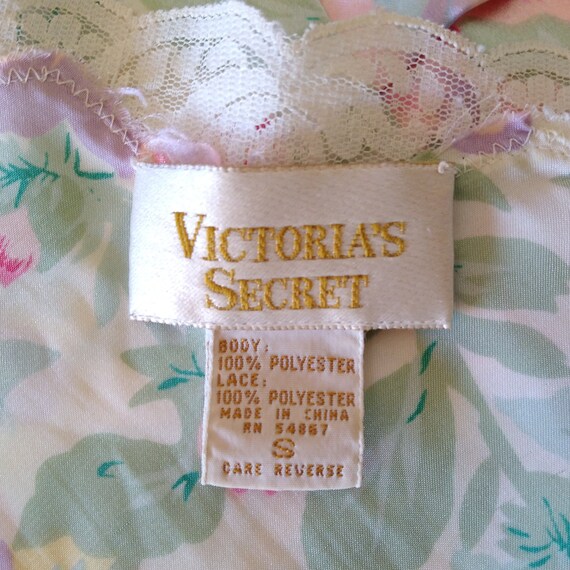 VICTORIA'S
SECRET
BODY:
100% POLYESTER
LACE:
100% POLYESTER
MADE IN CHINA
RN 54867
S
CARE REVERSE